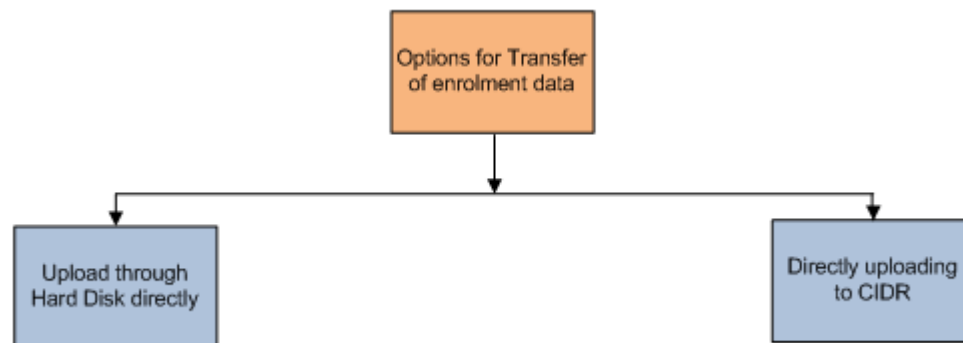 Options for Transfer
of enrolment data
Upload through
Hard Disk directly
Directly uploading
to CIDR